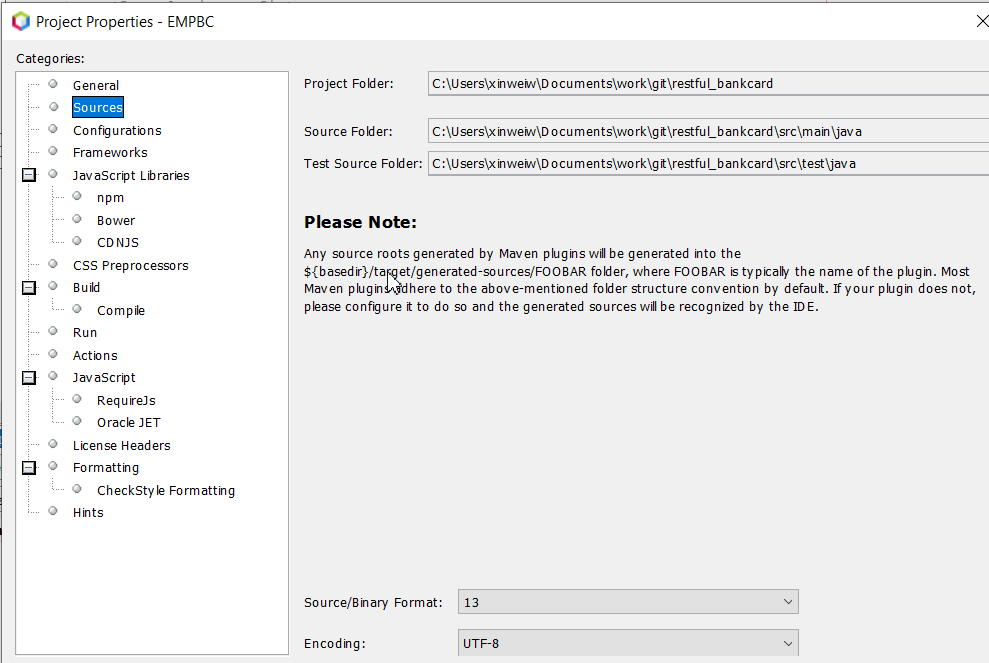 Project Properties - EMPBC
Categories:
General
Sources
Configurations
Frameworks
JavaScript Libraries
npm
Bower
CDNJS
CSS Preprocessors
Build
Compile
Run
Actions
JavaScript
RequireJs
Oracle JET
License Headers
Formatting
CheckStyle Formatting
Hints
Project Folder: C:\Users\xinweiw\Documents\work\git\restful_bankcard
Source Folder: C:\Users\xinweiw\Documents\work\git\restful_bankcard\src\main\java
Test Source Folder: C:\Users\xinweiw\Documents\work\git\restful_bankcard\src\test\java
Please Note:
Any source roots generated by Maven plugins will be generated into the
${basedir}/target/generated-sources/FOOBAR folder, where FOOBAR is typically the name of the plugin. Most
Maven plugins adhere to the above-mentioned folder structure convention by default. If your plugin does not,
please configure it to do so and the generated sources will be recognized by the IDE.
Source/Binary Format: 13
Encoding: UTF-8